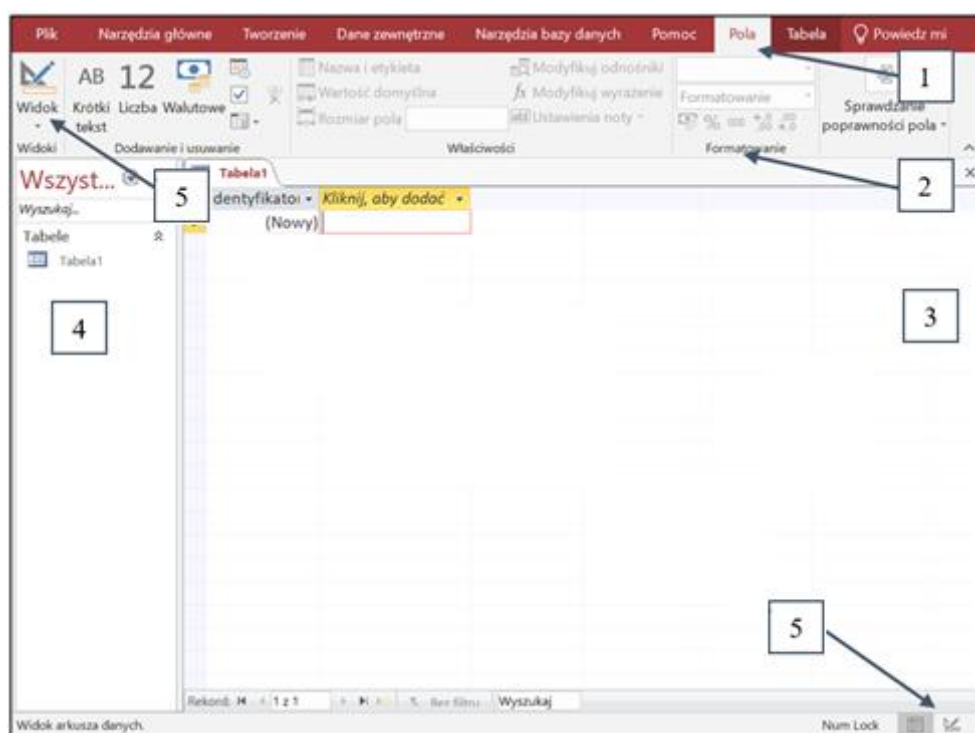 Plik Narzędzia główne Tworzenie Dane zewnętrzne Narzędzia bazy danych Pomoc Pola Tabela Powiedz mi
1
AB 12
Widok Krótki tekst Liczba Walutowe
Nazwa i etykieta
Wartość domyślna
Rozmiar pola
Modyfikuj odnośniki
fx Modyfikuj wyrażenie
ab Ustawienia noty
Formatowanie
%
Sprawdzanie
poprawności pola
Widoki Dodawanie i usuwanie Właściwości Formatowanie
5
2
Wszyst...
Wyszukaj...
Tabele
Tabela1
4
Tabela1
dentyfikator Kliknij, aby dodać
(Nowy)
3
5
Rekord: 1 z 1 Bez filtru Wyszukaj
Widok arkusza danych. Num Lock